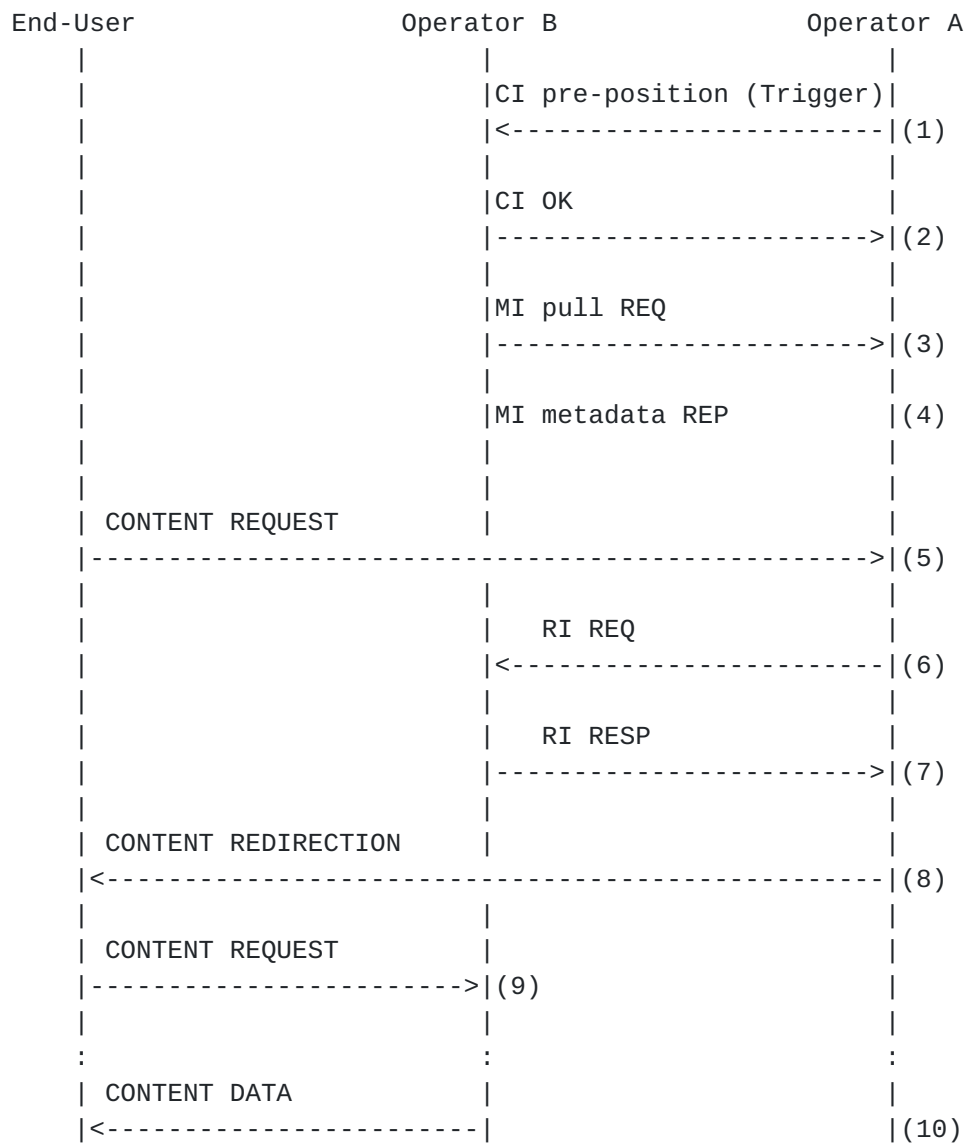 End-User Operator B Operator A
CI pre-position (Trigger)
(1)
CI OK
(2)
MI pull REQ
(3)
MI metadata REP (4)
CONTENT REQUEST
(5)
RI REQ
(6)
RI RESP
(7)
CONTENT REDIRECTION
(8)
CONTENT REQUEST
(9)
CONTENT DATA
(10)